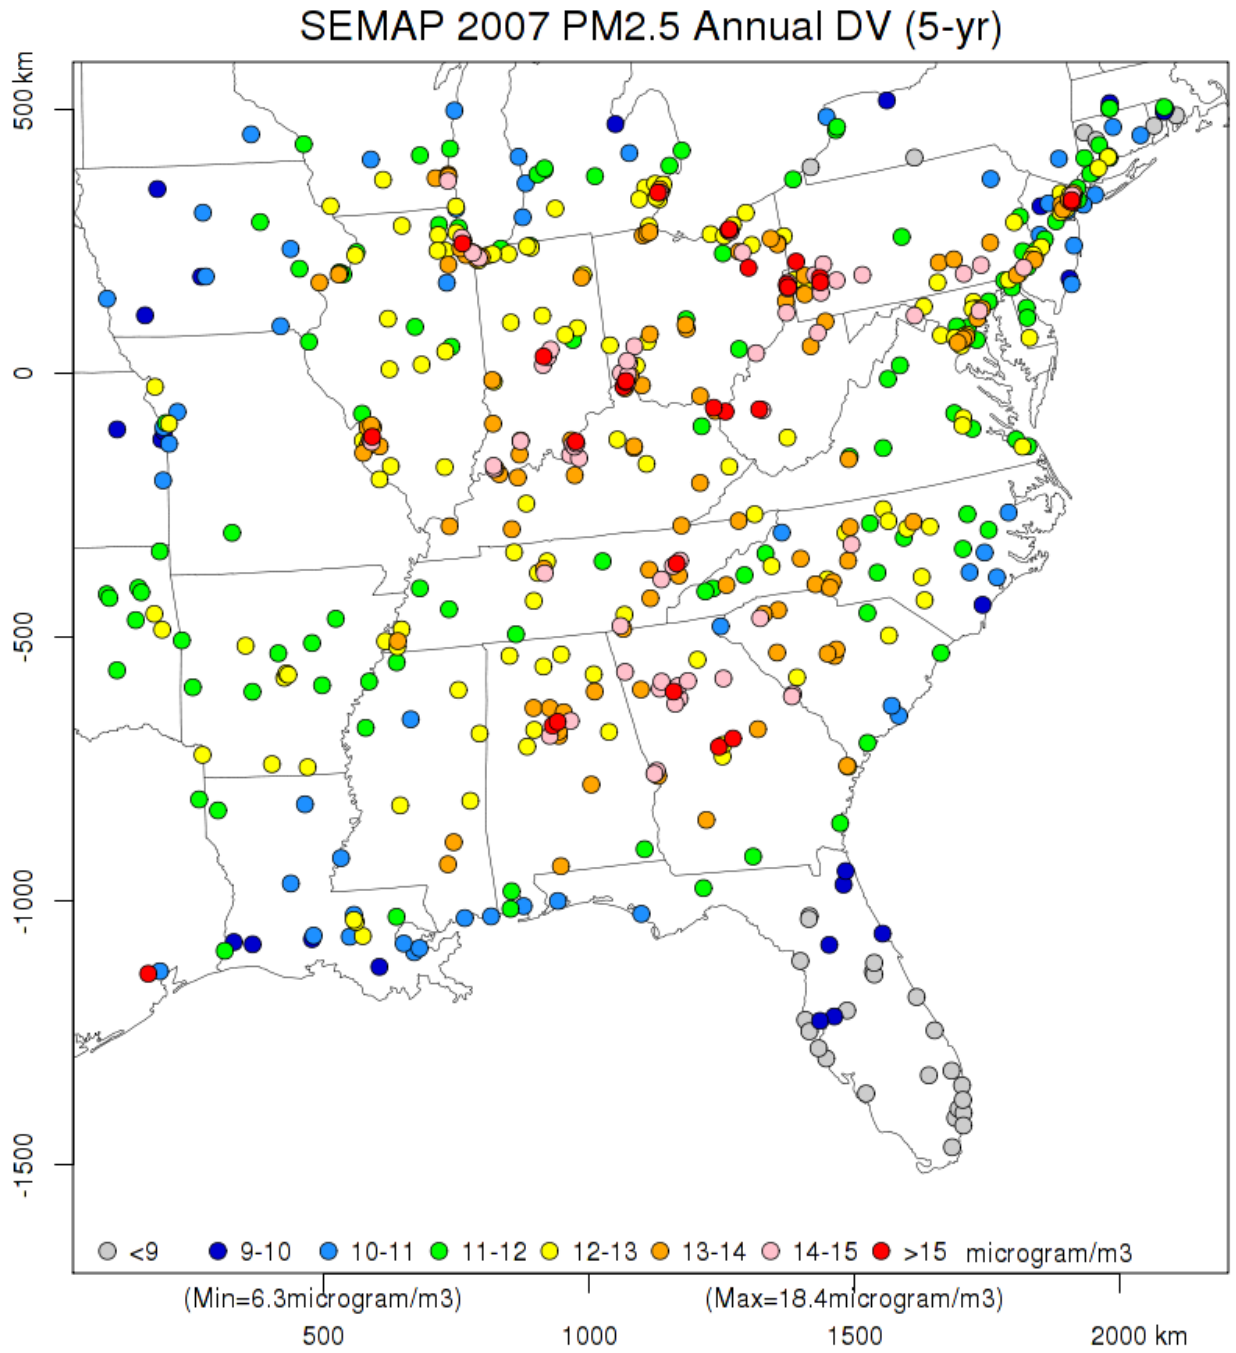 SEMAP 2007 PM2.5 Annual DV (5-yr)
500 km
0
-500
-1000
-1500
<9 9-10 10-11 11-12 12-13 13-14 14-15 >15 microgram/m3
(Min=6.3microgram/m3) (Max=18.4microgram/m3)
500 1000 1500 2000 km